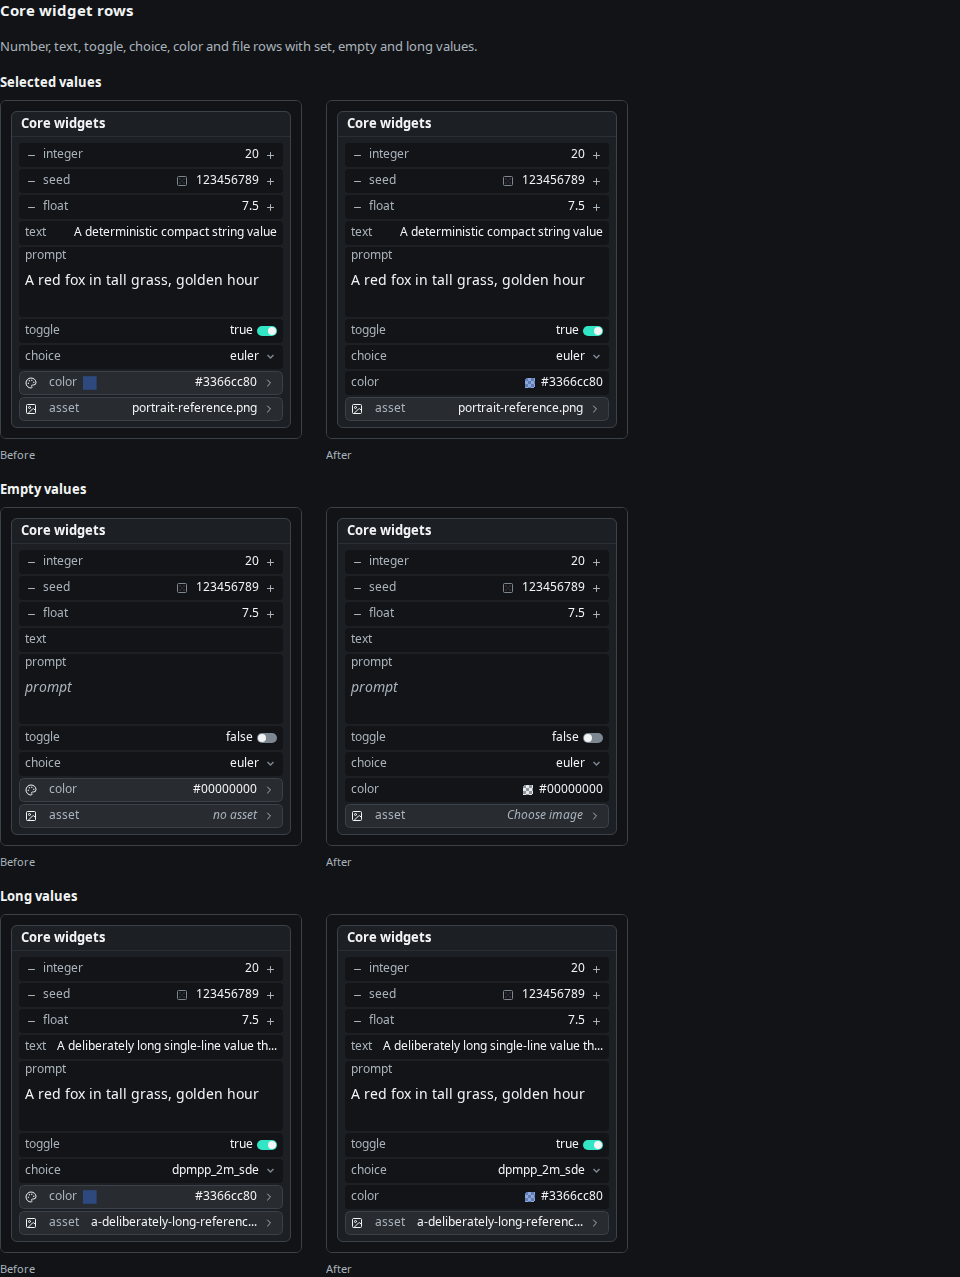 Core widget rows
Number, text, toggle, choice, color and file rows with set, empty and long values.
Selected values
Core widgets
− integer 20 +
− seed 123456789 +
− float 7.5 +
text A deterministic compact string value
prompt
A red fox in tall grass, golden hour
toggle true
choice euler
color #3366cc80
asset portrait-reference.png
Before
Core widgets
− integer 20 +
− seed 123456789 +
− float 7.5 +
text A deterministic compact string value
prompt
A red fox in tall grass, golden hour
toggle true
choice euler
color #3366cc80
asset portrait-reference.png
After
Empty values
Core widgets
− integer 20 +
− seed 123456789 +
− float 7.5 +
text
prompt
prompt
toggle false
choice euler
color #00000000
asset no asset
Before
Core widgets
− integer 20 +
− seed 123456789 +
− float 7.5 +
text
prompt
prompt
toggle false
choice euler
color #00000000
asset Choose image
After
Long values
Core widgets
− integer 20 +
− seed 123456789 +
− float 7.5 +
text A deliberately long single-line value th...
prompt
A red fox in tall grass, golden hour
toggle true
choice dpmpp_2m_sde
color #3366cc80
asset a-deliberately-long-referenc...
Before
Core widgets
− integer 20 +
− seed 123456789 +
− float 7.5 +
text A deliberately long single-line value th...
prompt
A red fox in tall grass, golden hour
toggle true
choice dpmpp_2m_sde
color #3366cc80
asset a-deliberately-long-referenc...
After